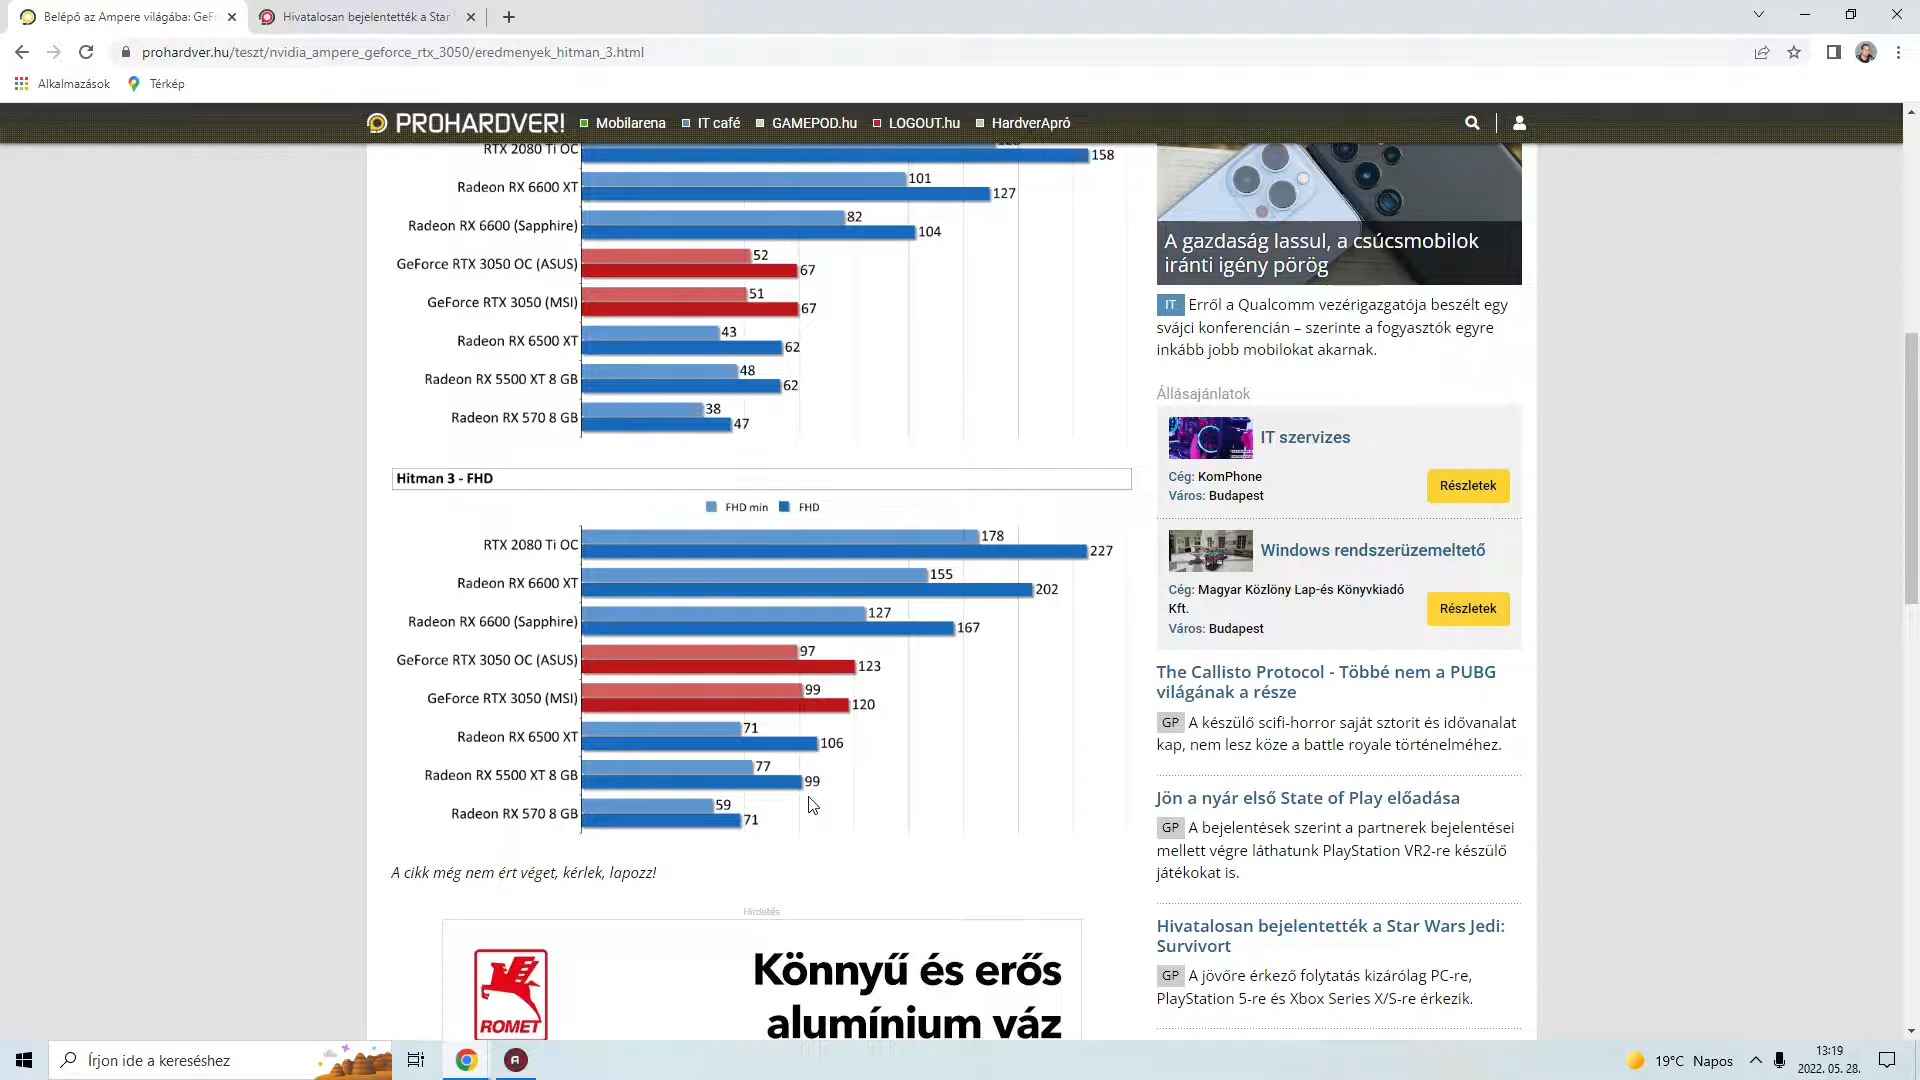 Belépő az Ampere világába: GeF
Hivatalosan bejelentették a Star
prohardver.hu/teszt/nvidia_ampere_geforce_rtx_3050/eredmenyek_hitman_3.html
Alkalmazások
Térkép
PROHARDVER!
Mobilarena
IT café
GAMEPOD.hu
LOGOUT.hu
HardverApró
RTX 2080 Ti OC
158
Radeon RX 6600 XT
101
127
Radeon RX 6600 (Sapphire)
82
104
GeForce RTX 3050 OC (ASUS)
52
67
GeForce RTX 3050 (MSI)
51
67
Radeon RX 6500 XT
43
62
Radeon RX 5500 XT 8 GB
48
62
Radeon RX 570 8 GB
38
47
Hitman 3 - FHD
FHD min
FHD
RTX 2080 Ti OC
178
227
Radeon RX 6600 XT
155
202
Radeon RX 6600 (Sapphire)
127
167
GeForce RTX 3050 OC (ASUS)
97
123
GeForce RTX 3050 (MSI)
99
120
Radeon RX 6500 XT
71
106
Radeon RX 5500 XT 8 GB
77
99
Radeon RX 570 8 GB
59
71
A cikk még nem ért véget, kérlek, lapozz!
Hirdetés
ROMET
Könnyű és erős
alumínium váz
A gazdaság lassul, a csúcsmobilok
iránti igény pörög
IT Erről a Qualcomm vezérigazgatója beszélt egy
svájci konferencián – szerinte a fogyasztók egyre
inkább jobb mobilokat akarnak.
Állásajánlatok
IT szervizes
Cég: KomPhone
Város: Budapest
Részletek
Windows rendszerüzemeltető
Cég: Magyar Közlöny Lap-és Könyvkiadó
Kft.
Város: Budapest
Részletek
The Callisto Protocol - Többé nem a PUBG
világának a része
GP A készülő scifi-horror saját sztorit és idővanalat
kap, nem lesz köze a battle royale történelméhez.
Jön a nyár első State of Play előadása
GP A bejelentések szerint a partnerek bejelentései
mellett végre láthatunk PlayStation VR2-re készülő
játékokat is.
Hivatalosan bejelentették a Star Wars Jedi:
Survivort
GP A jövőre érkező folytatás kizárólag PC-re,
PlayStation 5-re és Xbox Series X/S-re érkezik.
Írjon ide a kereséshez
19°C Napos
13:19
2022. 05. 28.